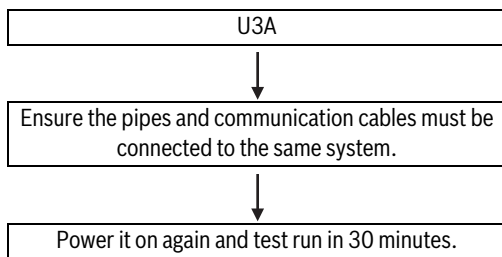 U3A
Ensure the pipes and communication cables must be
connected to the same system.
Power it on again and test run in 30 minutes.